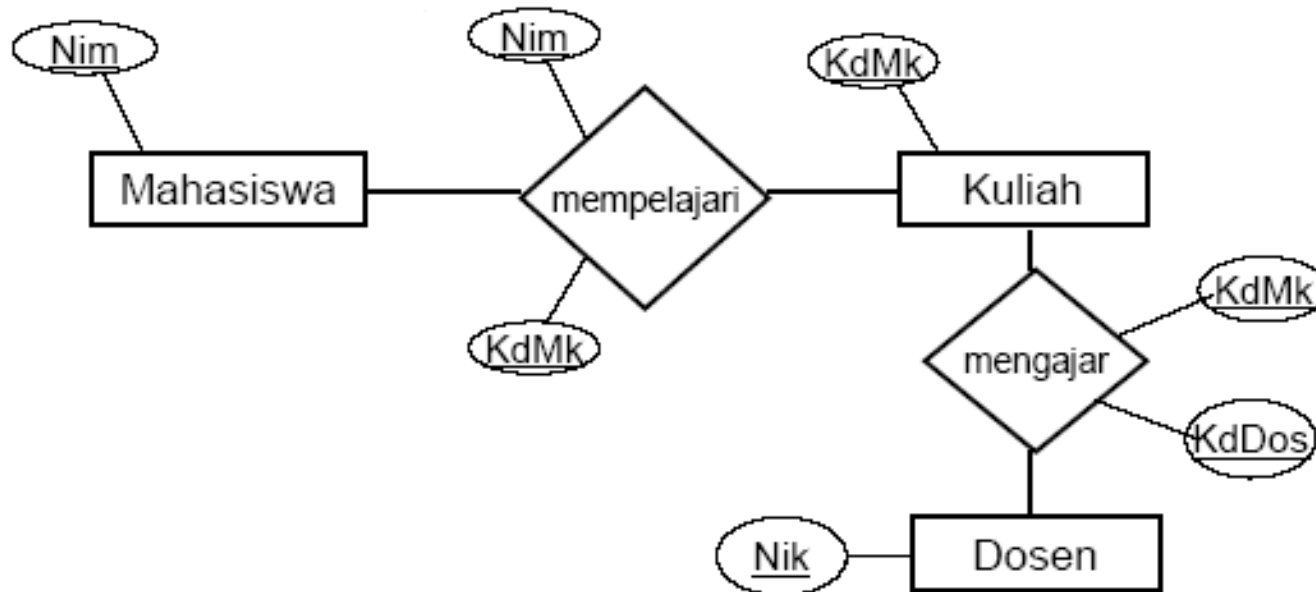 Nim
Nim
KdMk
Mahasiswa
mempelajari
Kuliah
KdMk
KdMk
mengajar
KdDos
Nik
Dosen